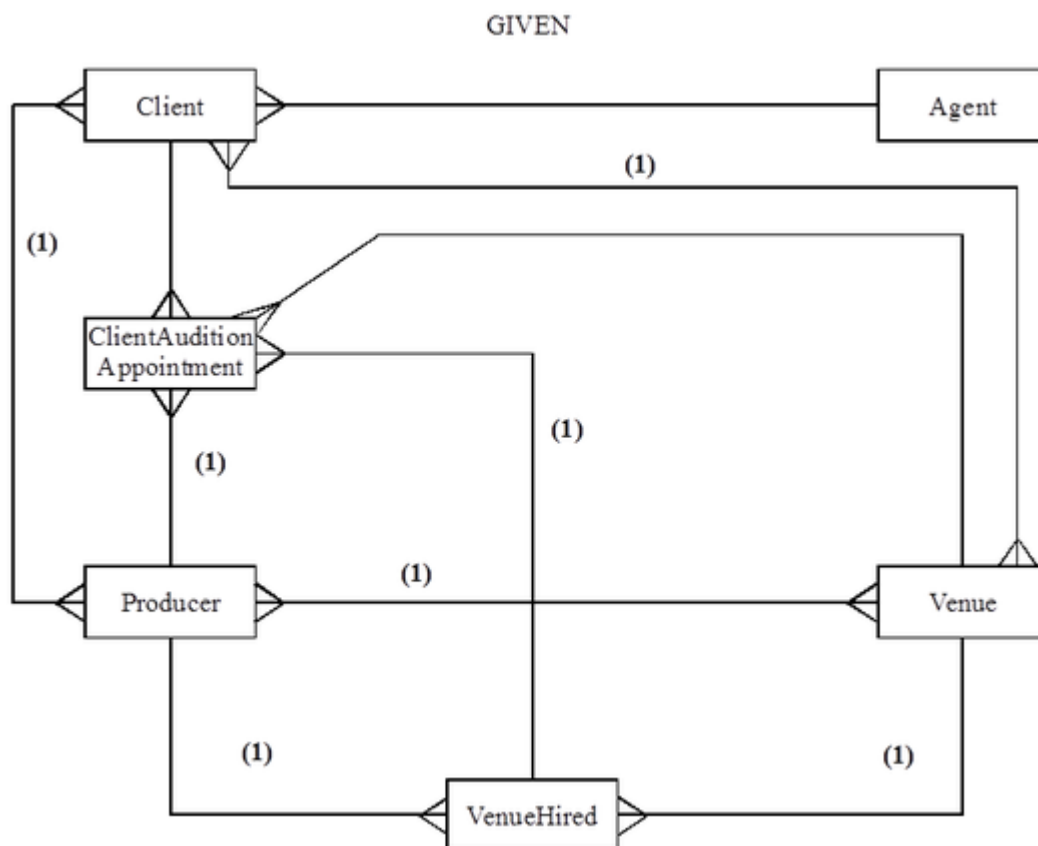 GIVEN
Client
Agent
(1)
(1)
ClientAudition
Appointment
(1)
(1)
(1)
Producer
Venue
(1)
(1)
VenueHired